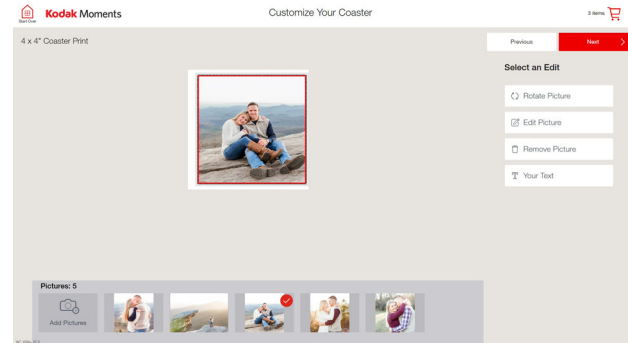 Start Over
Kodak Moments
Customize Your Coaster
3 items
4 x 4" Coaster Print
Previous
Next
Select an Edit
Rotate Picture
Edit Picture
Remove Picture
Your Text
Pictures: 5
Add Pictures